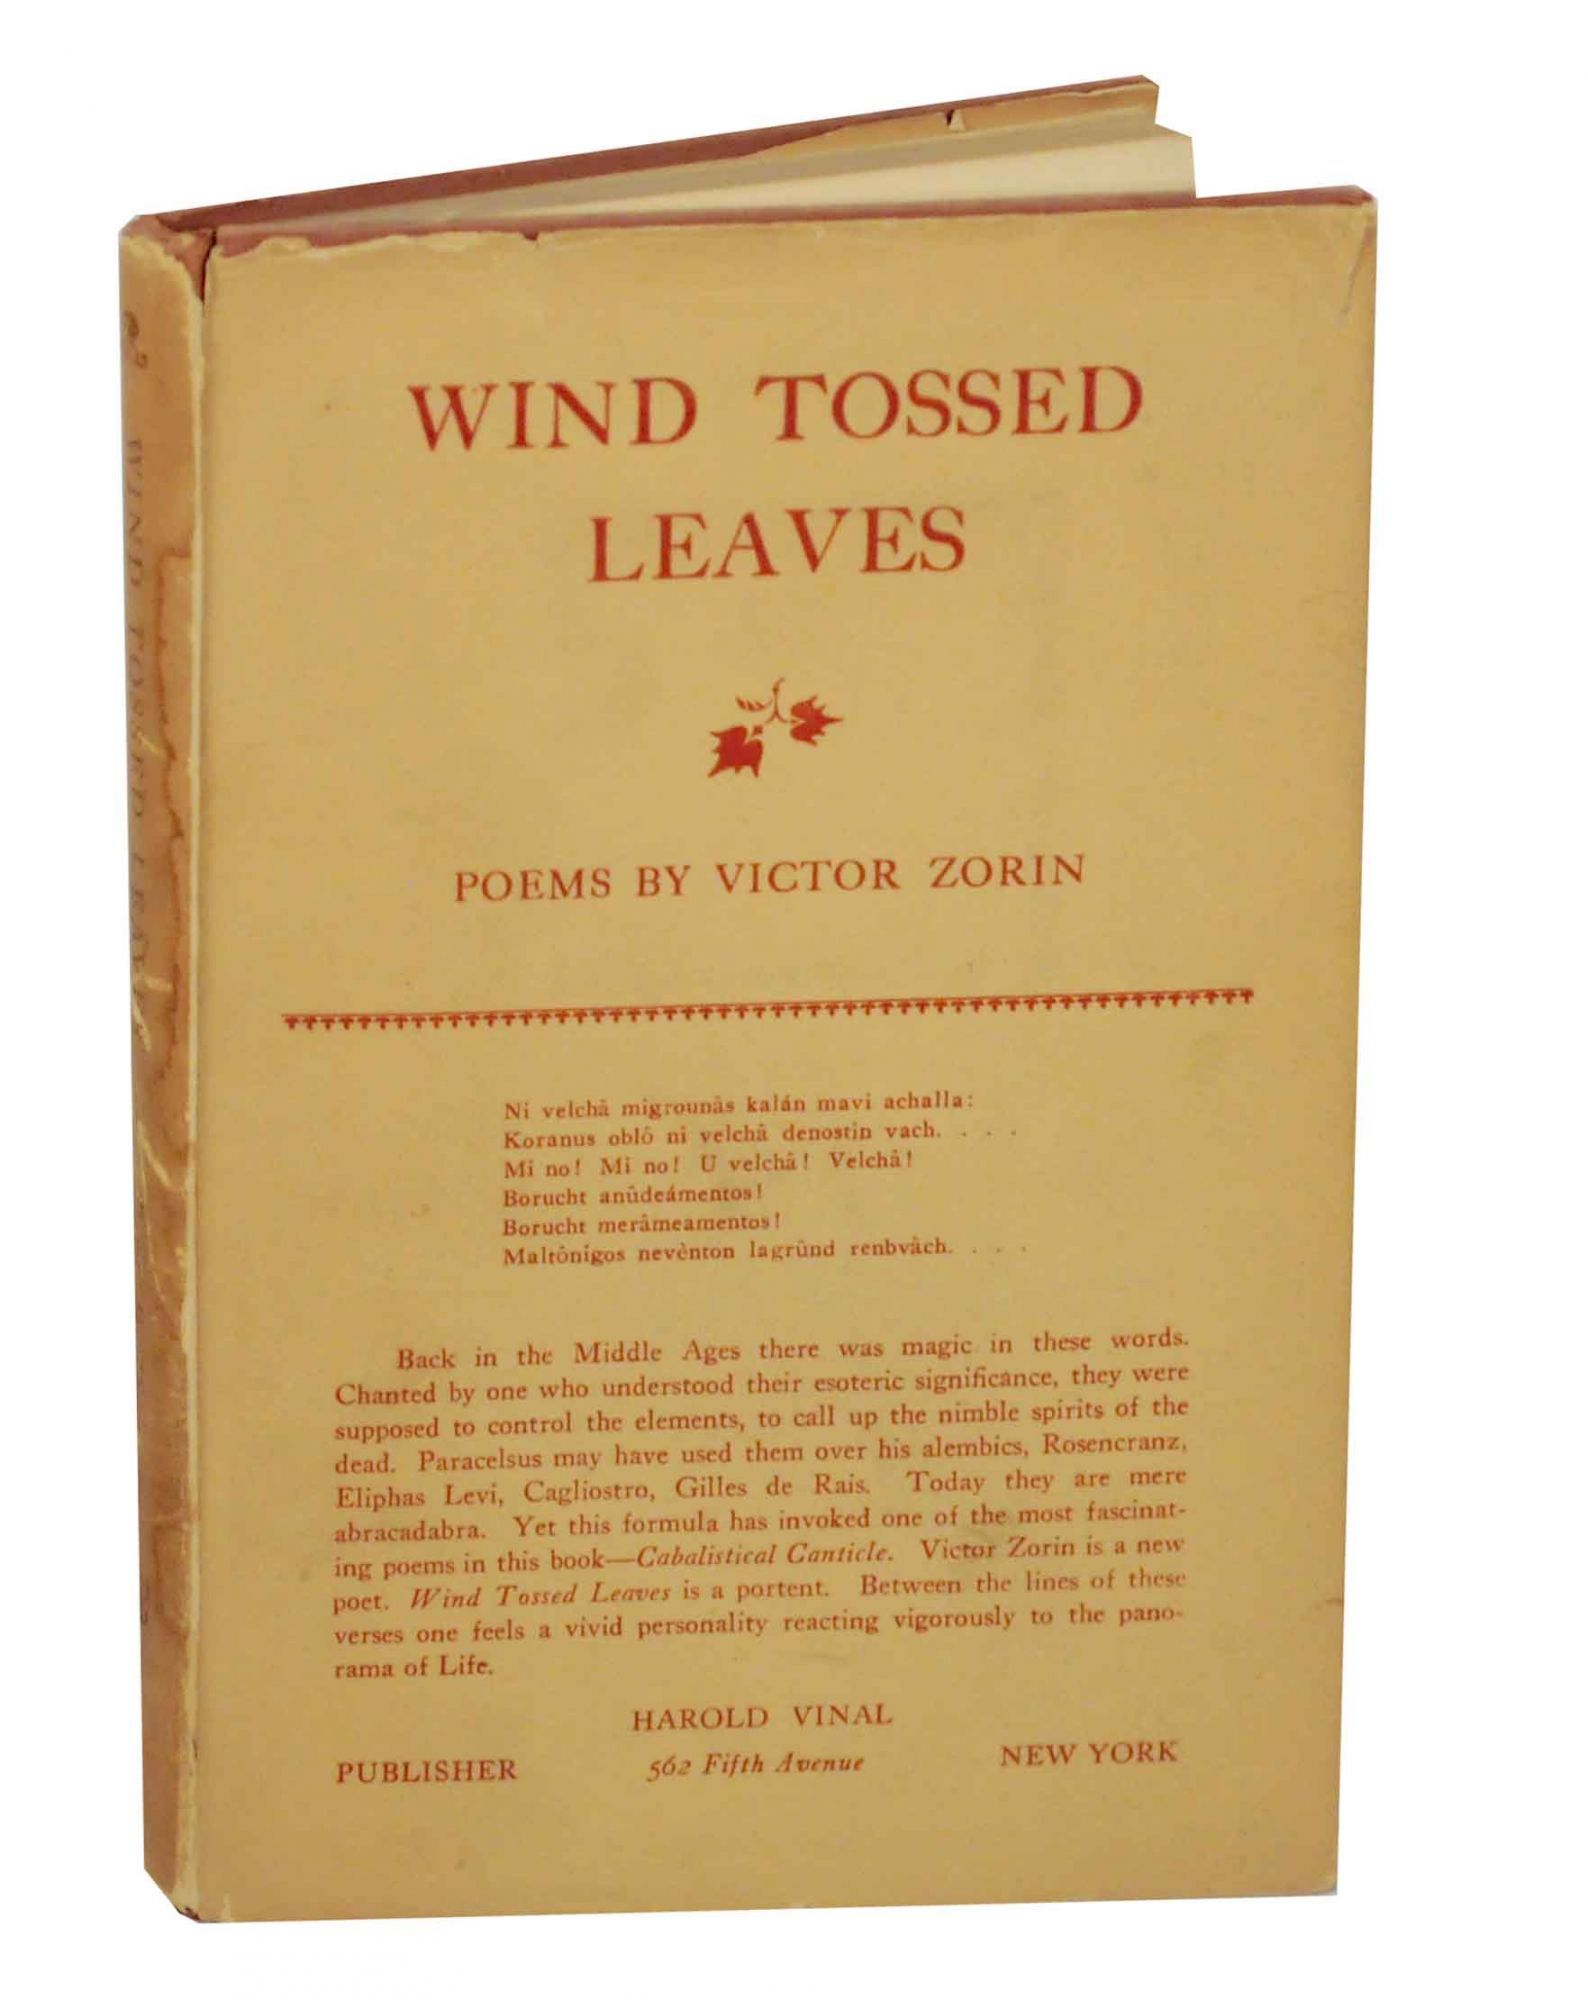 WIND TOSSED
LEAVES
POEMS BY VICTOR ZORIN
Ni velchâ migrounâs kalán mavi achalla:
Koranus oblô ni velchâ denostin vach. . . .
Mi no! Mi no! U velchâ! Velchâ!
Borucht anûdeámentos!
Borucht merâmeamentos!
Maltônigos nevènton lagrûnd renbvâch. . . .
Back in the Middle Ages there was magic in these words.
Chanted by one who understood their esoteric significance, they were
supposed to control the elements, to call up the nimble spirits of the
dead. Paracelsus may have used them over his alembics, Rosencranz,
Eliphas Levi, Cagliostro, Gilles de Rais. Today they are mere
abracadabra. Yet this formula has invoked one of the most fascinat-
ing poems in this book—Cabalistical Canticle. Victor Zorin is a new
poet. Wind Tossed Leaves is a portent. Between the lines of these
verses one feels a vivid personality reacting vigorously to the pano-
rama of Life.
HAROLD VINAL
PUBLISHER 562 Fifth Avenue NEW YORK
WIND TOSSED LEAVES